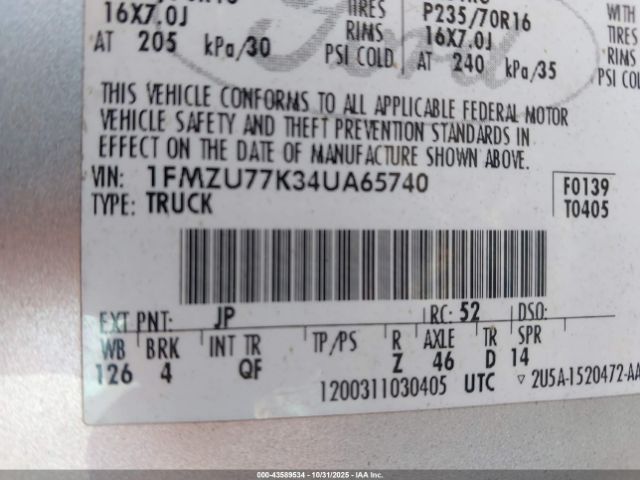 16X7.0J RIMS 16X7.0J RIMS
TIRES P235/70R16 TIRES
AT 205 kPa/30 PSI COLD AT 240 kPa/35 PSI COLD
WITH
Ford
THIS VEHICLE CONFORMS TO ALL APPLICABLE FEDERAL MOTOR
VEHICLE SAFETY AND THEFT PREVENTION STANDARDS IN
EFFECT ON THE DATE OF MANUFACTURE SHOWN ABOVE.
VIN: 1FMZU77K34UA65740 F0139
TYPE: TRUCK T0405
EXT PNT: JP RC: 52 DSO:
WB BRK INT TR TP/PS R AXLE TR SPR
126 4 QF Z 46 D 14
1200311030405 UTC ▽ 2U5A-1520472-AA
000-43589534 | 10/31/2025 | IAAI.com